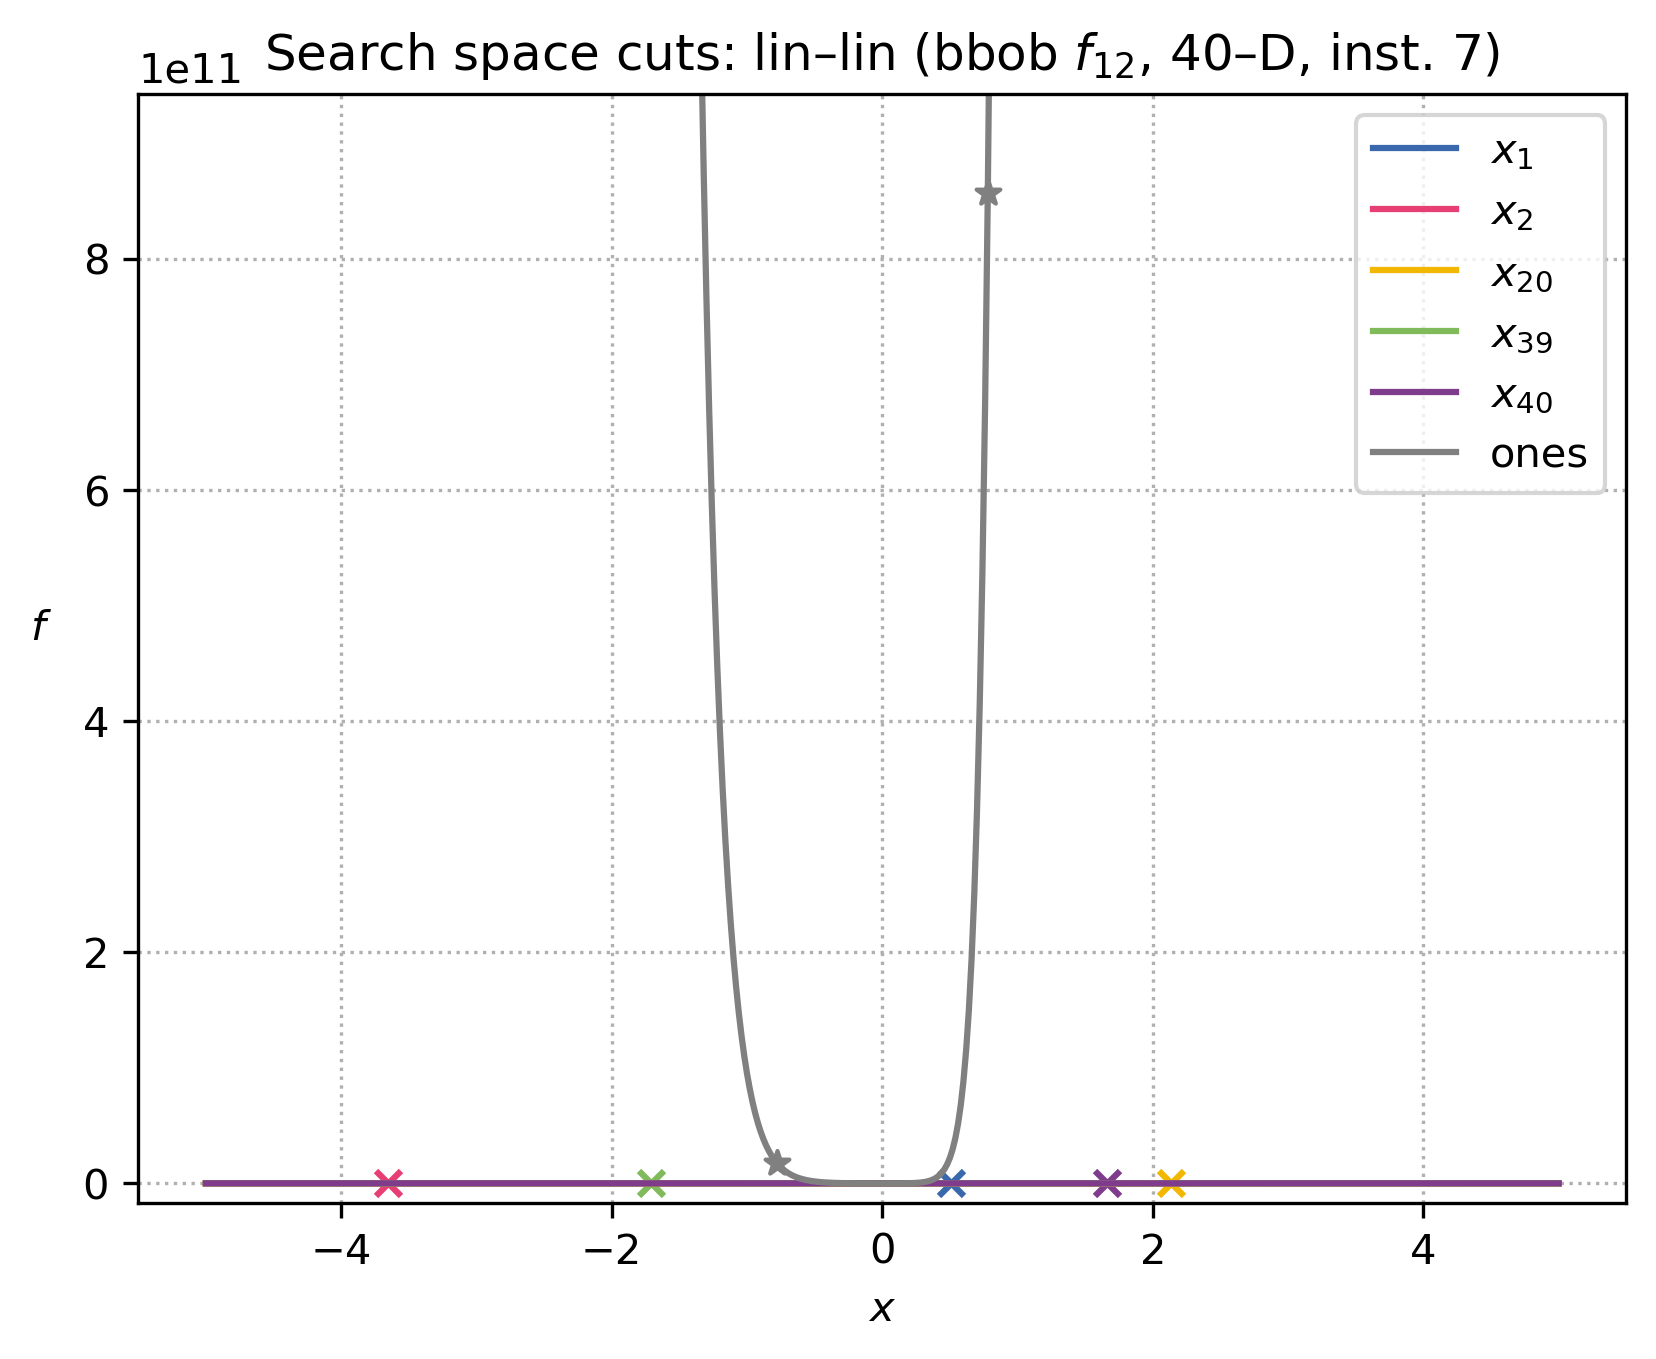 Search space cuts: lin–lin (bbob f12, 40–D, inst. 7)
1e11
x1
x2
x20
x39
x40
ones
8
6
4
2
0
f
−4
−2
0
2
4
x